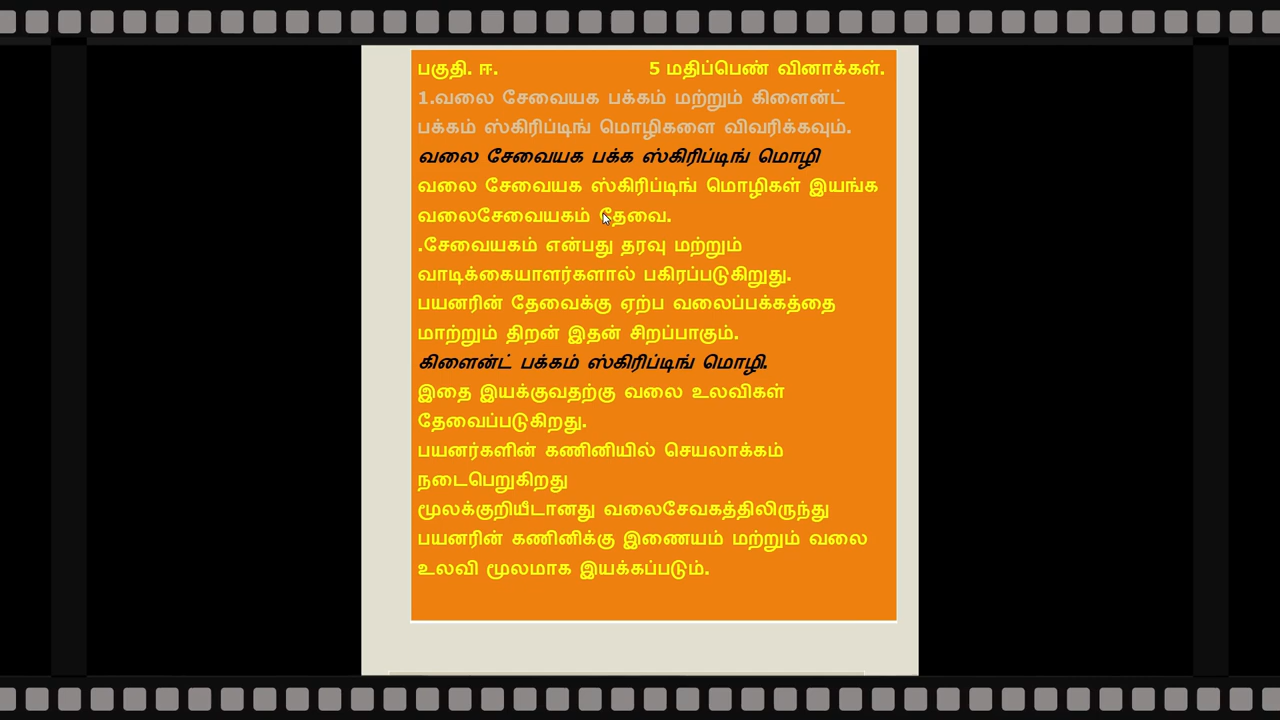 பகுதி. ஈ. 5 மதிப்பெண் வினாக்கள்.
1.வலை சேவையக பக்கம் மற்றும் கிளைன்ட்
பக்கம் ஸ்கிரிப்டிங் மொழிகளை விவரிக்கவும்.
வலை சேவையக பக்க ஸ்கிரிப்டிங் மொழி
வலை சேவையக ஸ்கிரிப்டிங் மொழிகள் இயங்க
வலைசேவையகம் தேவை.
.சேவையகம் என்பது தரவு மற்றும்
வாடிக்கையாளர்களால் பகிரப்படுகிறுது.
பயனரின் தேவைக்கு ஏற்ப வலைப்பக்கத்தை
மாற்றும் திறன் இதன் சிறப்பாகும்.
கிளைன்ட் பக்கம் ஸ்கிரிப்டிங் மொழி.
இதை இயக்குவதற்கு வலை உலவிகள்
தேவைப்படுகிறது.
பயனர்களின் கணினியில் செயலாக்கம்
நடைபெறுகிறது
மூலக்குறியீடானது வலைசேவகத்திலிருந்து
பயனரின் கணினிக்கு இணையம் மற்றும் வலை
உலவி மூலமாக இயக்கப்படும்.